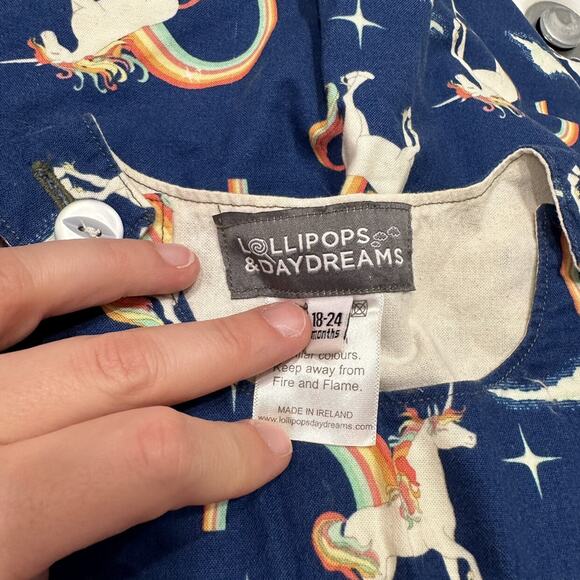 LOLLIPOPS
&DAYDREAMS
18-24
months
colours.
Keep away from
Fire and Flame.
MADE IN IRELAND
www.lollipopsdaydreams.com